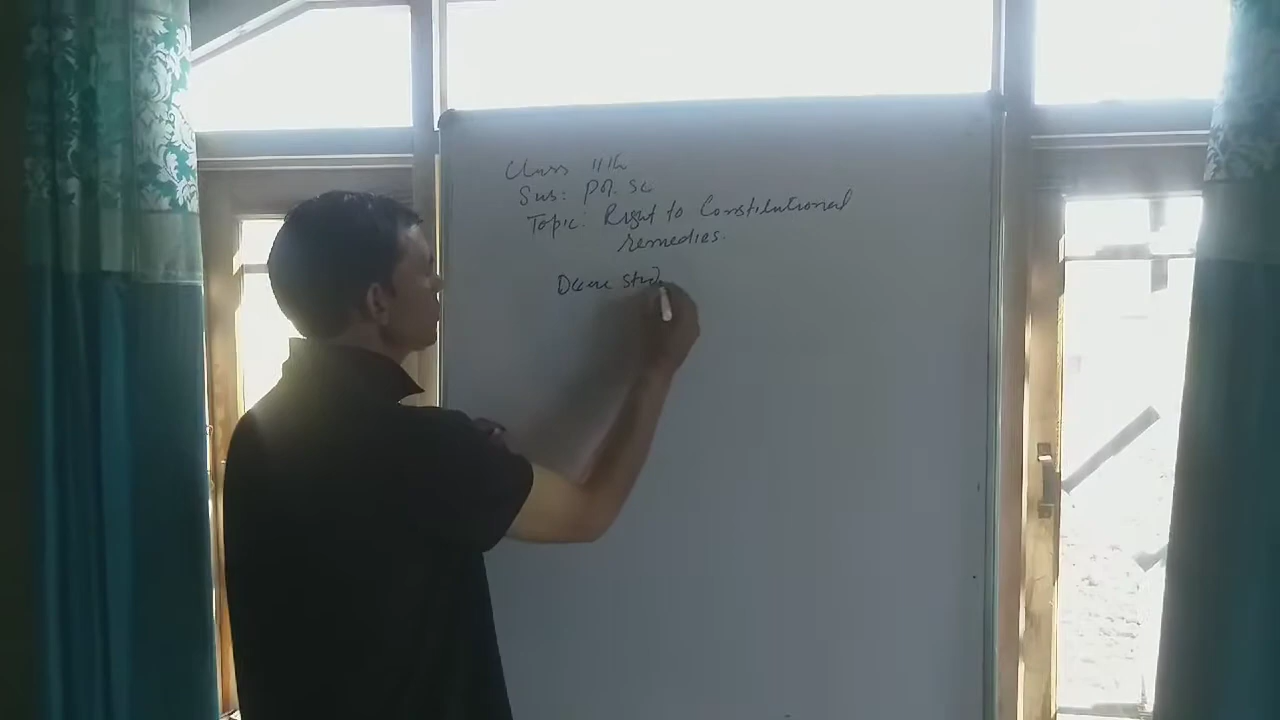 Class 11th
Sub: Pol. Sc
Topic: Right to Constitutional
remedies.
Dear Stud